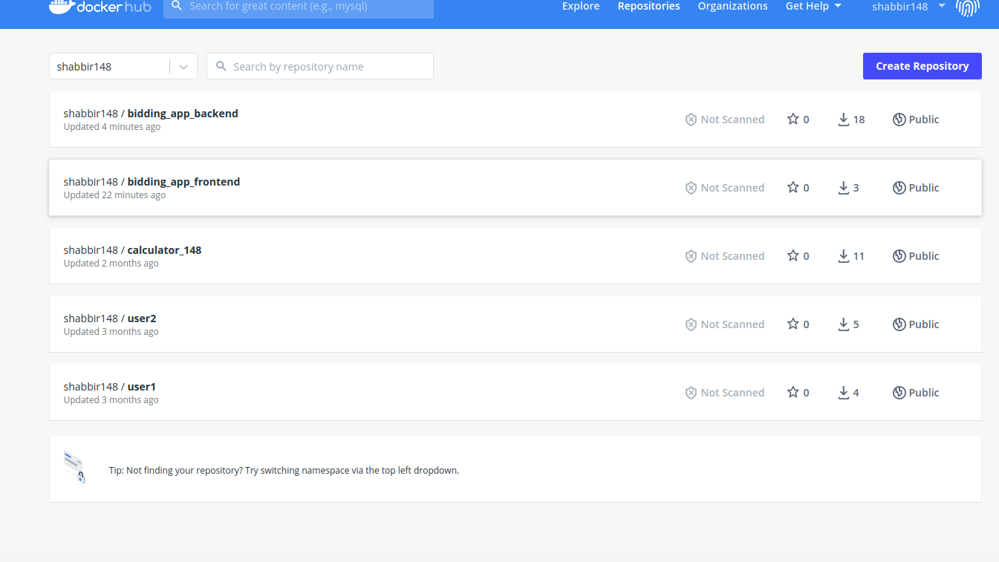 dockerhub
Search for great content (e.g., mysql)
Explore
Repositories
Organizations
Get Help
shabbir148
shabbir148
Search by repository name
Create Repository
shabbir148 / bidding_app_backend
Updated 4 minutes ago
Not Scanned
0
18
Public
shabbir148 / bidding_app_frontend
Updated 22 minutes ago
Not Scanned
0
3
Public
shabbir148 / calculator_148
Updated 2 months ago
Not Scanned
0
11
Public
shabbir148 / user2
Updated 3 months ago
Not Scanned
0
5
Public
shabbir148 / user1
Updated 3 months ago
Not Scanned
0
4
Public
Tip: Not finding your repository? Try switching namespace via the top left dropdown.